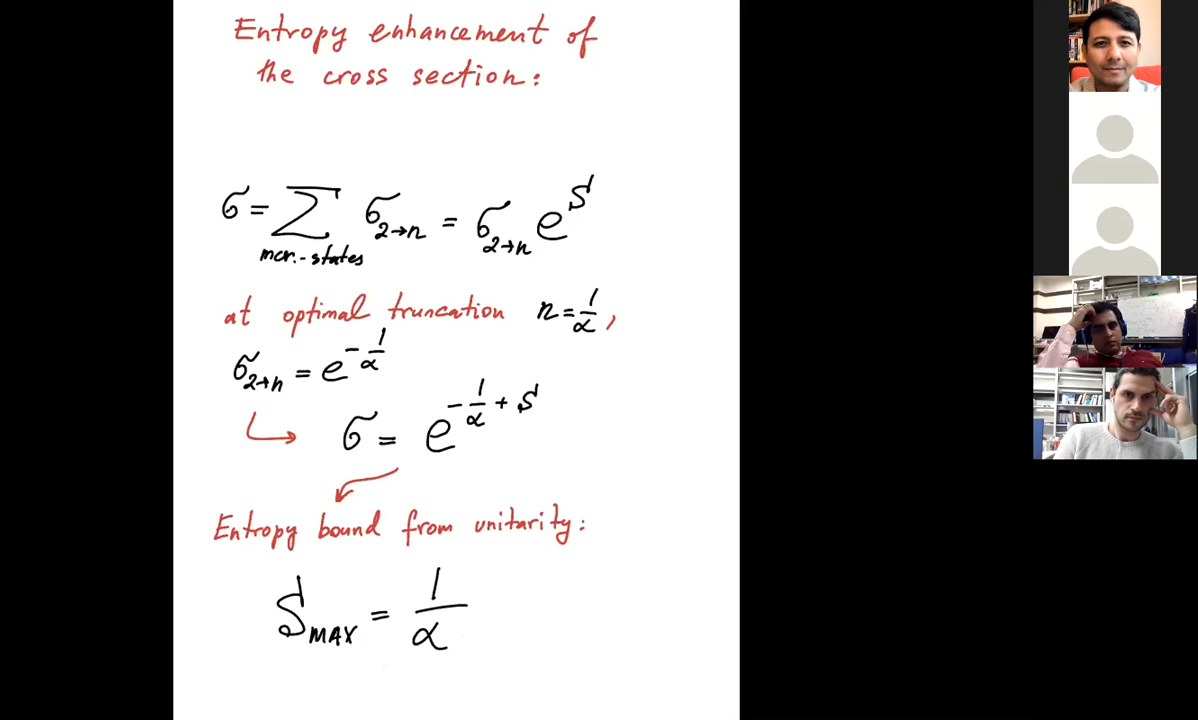 Entropy enhancement of
the cross section:
σ = Σ σ₂→n = σ₂→n e^S
mcr.-states
at optimal truncation n = 1/α,
σ₂→n = e^(-1/α)
↳ σ = e^(-1/α + S)
Entropy bound from unitarity:
S_MAX = 1/α